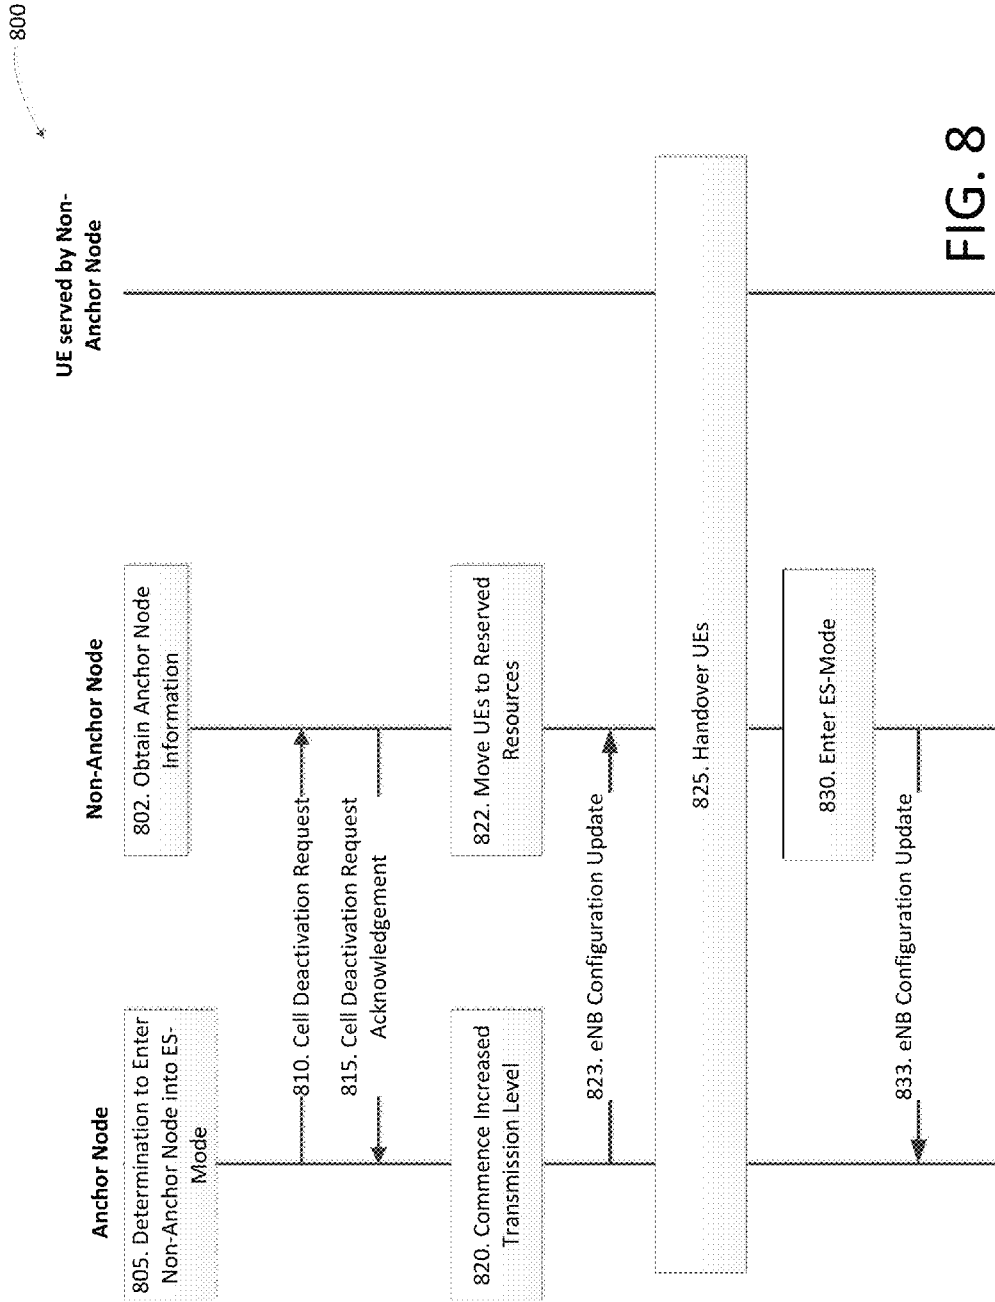 800
Anchor Node
Non-Anchor Node
UE served by Non-
Anchor Node
805. Determination to Enter
Non-Anchor Node into ES-
Mode
802. Obtain Anchor Node
Information
810. Cell Deactivation Request
815. Cell Deactivation Request
Acknowledgement
820. Commence Increased
Transmission Level
822. Move UEs to Reserved
Resources
823. eNB Configuration Update
825. Handover UEs
830. Enter ES-Mode
833. eNB Configuration Update
FIG. 8